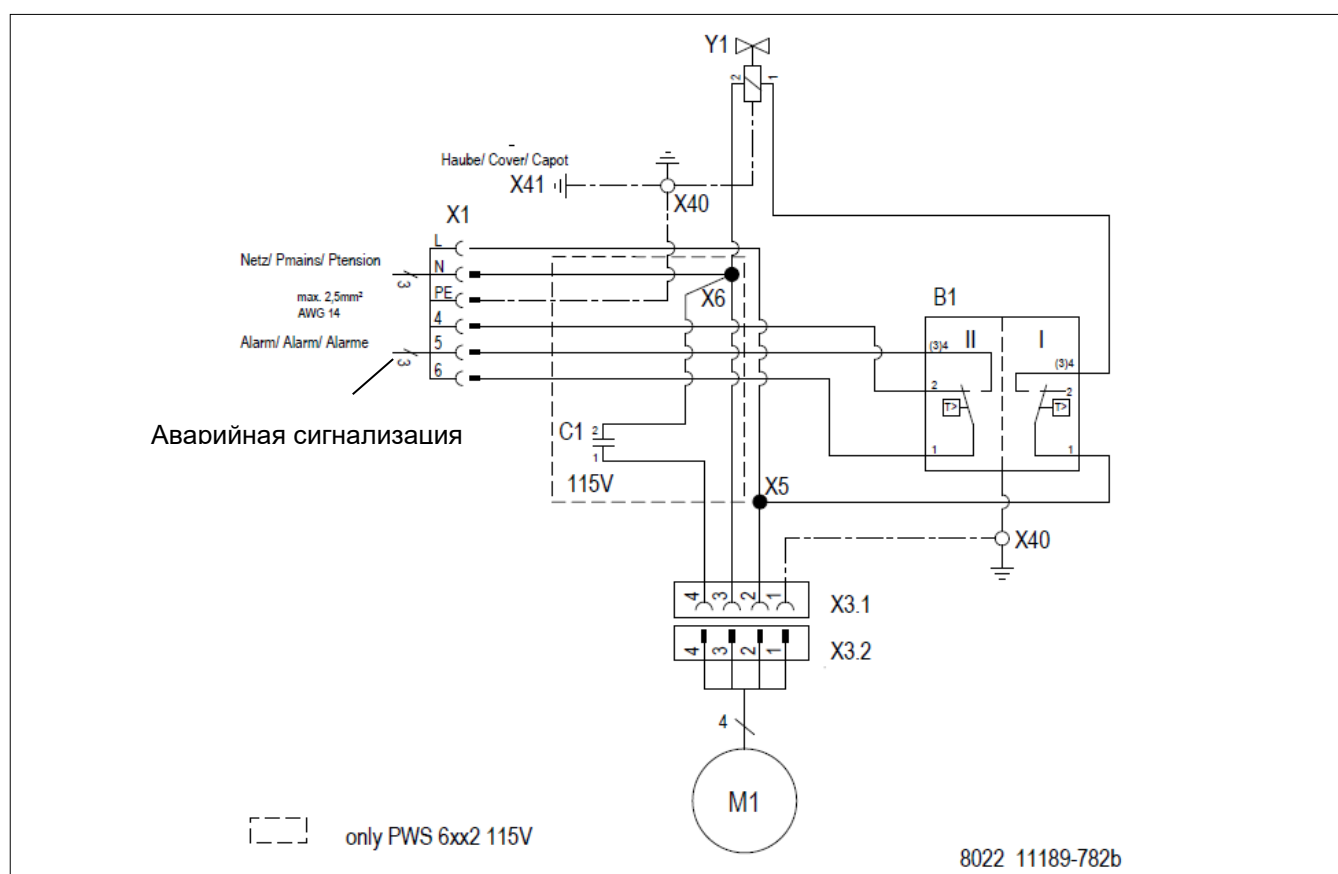 Y1
2 1
Haube/ Cover/ Capot
X41
X40
X1
L
Netz/ Pmains/ Ptension
3
N
X6
max. 2,5mm²
AWG 14
PE
B1
4
Alarm/ Alarm/ Alarme
3
5
(3)4
II
I
(3)4
6
2
2
T>
T>
Аварийная сигнализация
C1
2
1
1
1
115V
X5
X40
4 3 2 1
X3.1
4 3 2 1
X3.2
4
M1
only PWS 6xx2 115V
8022 11189-782b